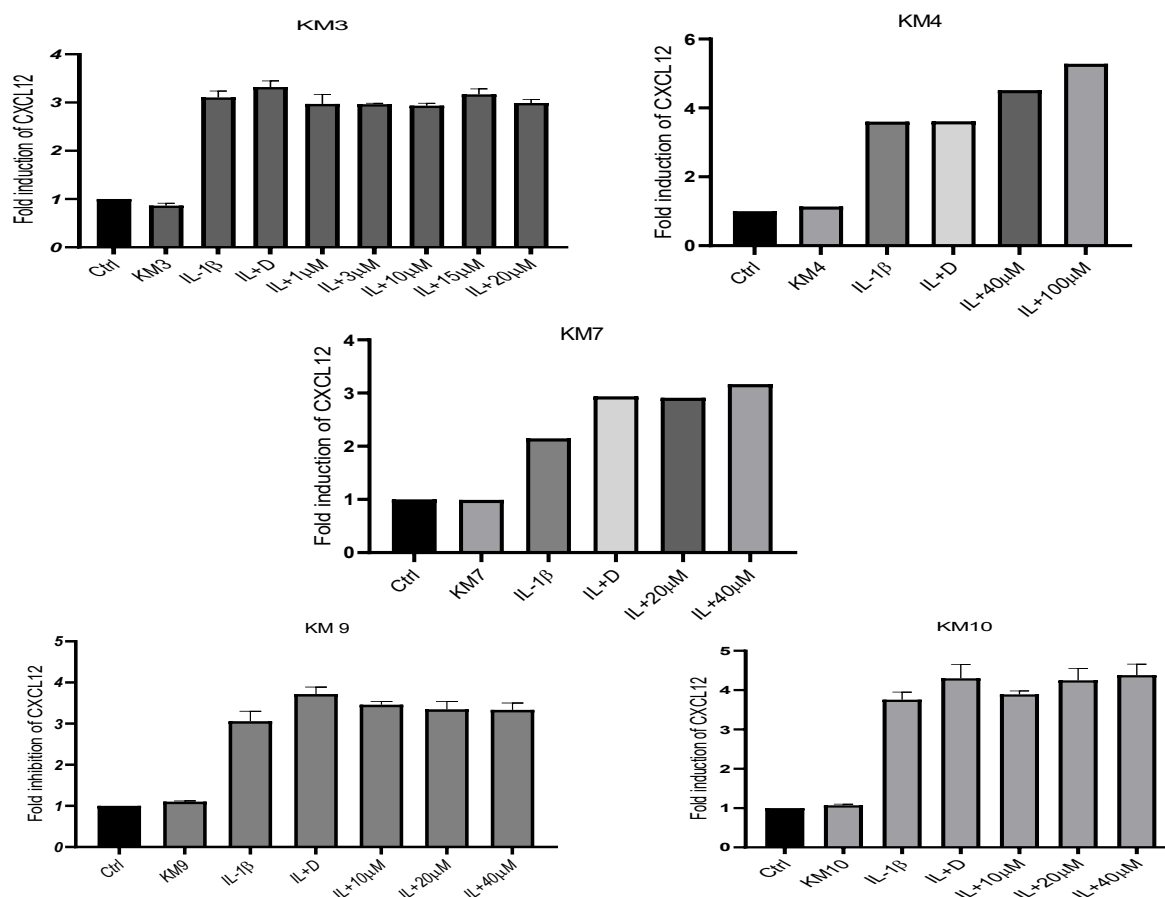 KM3
Fold induction of CXCL12
4
3
2
1
0
Ctrl
KM3
IL-1β
IL+D
IL+1μM
IL+3μM
IL+10μM
IL+15μM
IL+20μM
KM4
Fold induction of CXCL12
6
4
2
0
Ctrl
KM4
IL-1β
IL+D
IL+40μM
IL+100μM
KM7
Fold induction of CXCL12
4
3
2
1
0
Ctrl
KM7
IL-1β
IL+D
IL+20μM
IL+40μM
KM 9
Fold inhibition of CXCL12
5
4
3
2
1
0
Ctrl
KM9
IL-1β
IL+D
IL+10μM
IL+20μM
IL+40μM
KM10
Fold induction of CXCL12
5
4
3
2
1
0
Ctrl
KM10
IL-1β
IL+D
IL+10μM
IL+20μM
IL+40μM